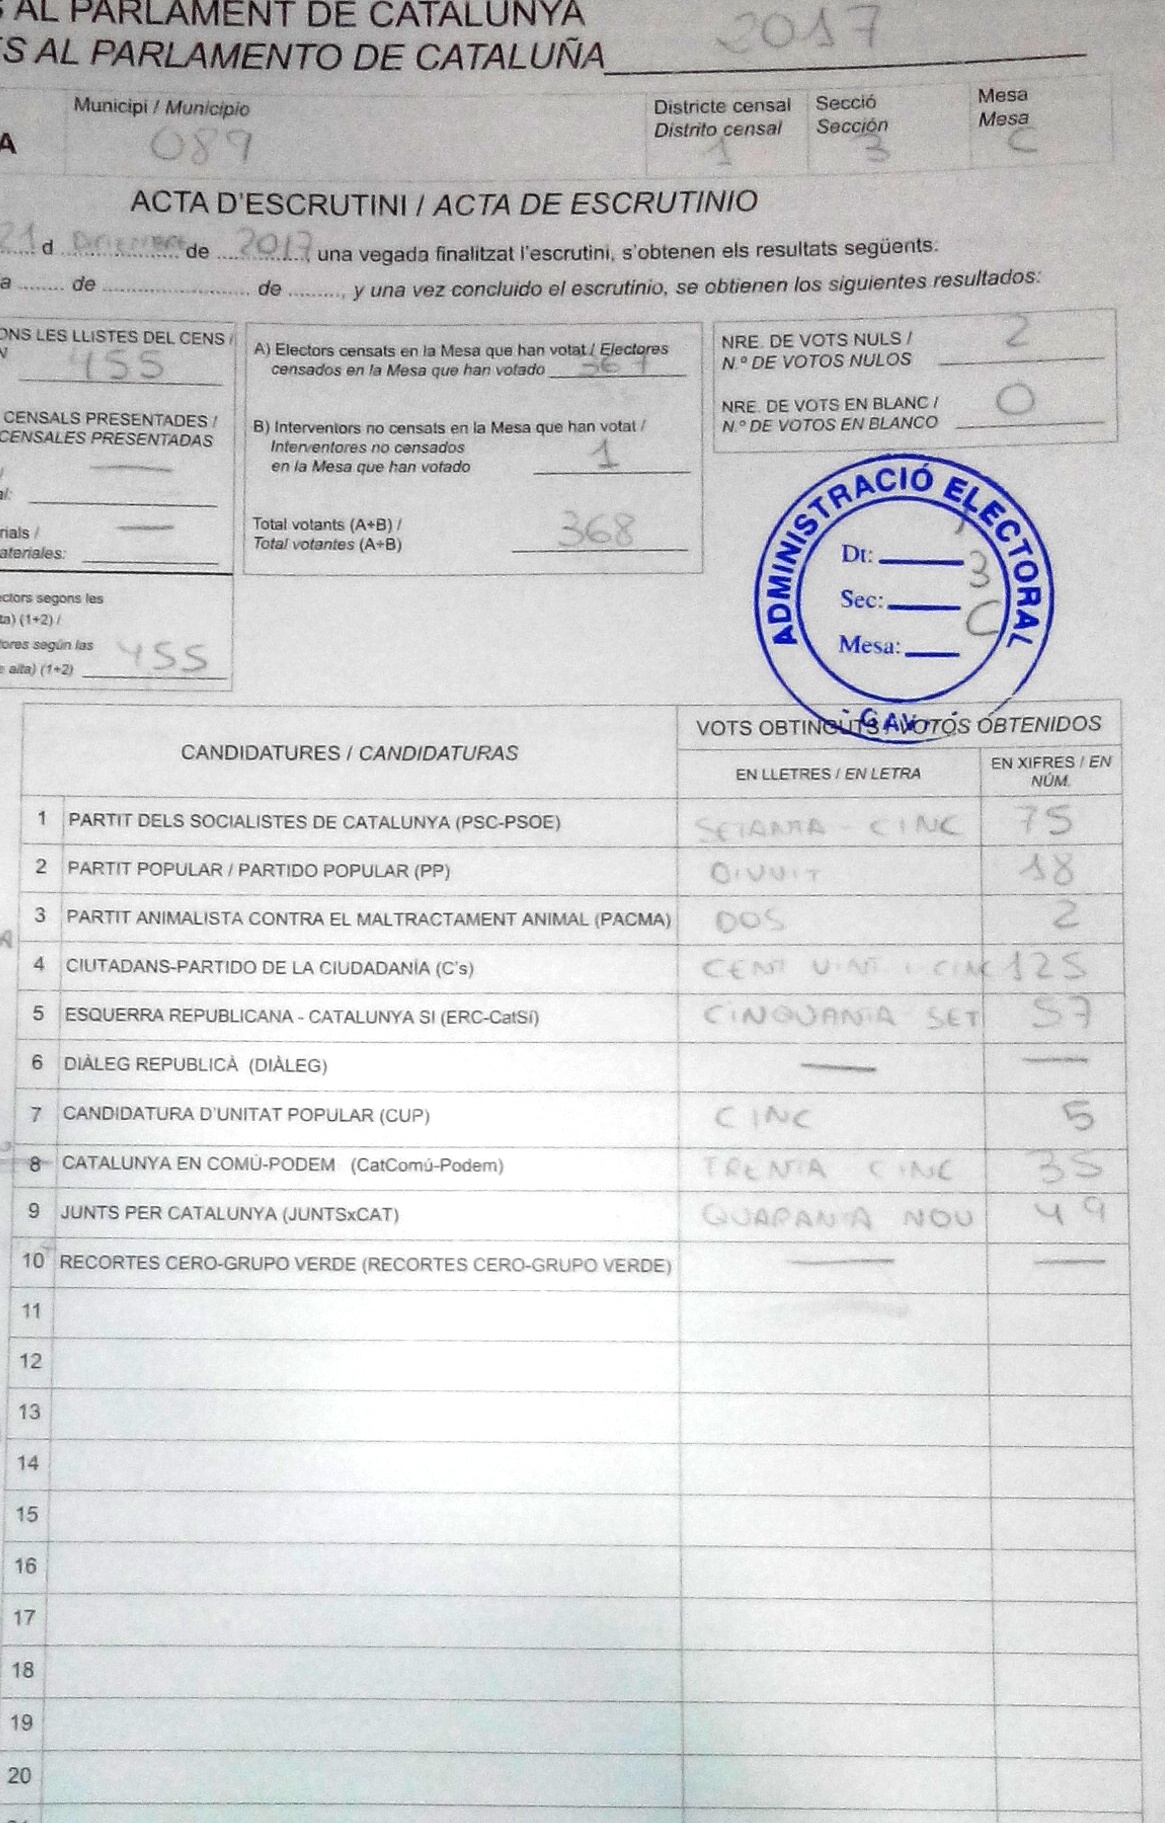 S AL PARLAMENT DE CATALUNYA
ES AL PARLAMENTO DE CATALUÑA 2017
Municipi / Municipio
Districte censal
Distrito censal
Secció
Sección
Mesa
Mesa
A
089
1
3
C
ACTA D'ESCRUTINI / ACTA DE ESCRUTINIO
21 d Diciembre de 2017, una vegada finalitzat l'escrutini, s'obtenen els resultats següents:
a ........ de ............................ de ........., y una vez concluido el escrutinio, se obtienen los siguientes resultados:
ONS LES LLISTES DEL CENS /
N
455
CENSALS PRESENTADES /
CENSALES PRESENTADAS
al:
rials /
ateriales:
ectors segons les
ta) (1+2) /
tores según las
e alta) (1+2) 455
A) Electors censats en la Mesa que han votat / Electores
censados en la Mesa que han votado 367
B) Interventors no censats en la Mesa que han votat /
Interventores no censados
en la Mesa que han votado 1
Total votants (A+B) /
Total votantes (A+B) 368
NRE. DE VOTS NULS /
N.º DE VOTOS NULOS 2
NRE. DE VOTS EN BLANC /
N.º DE VOTOS EN BLANCO 0
ADMINISTRACIÓ ELECTORAL
Dt: 1
Sec: 3
Mesa: C
CANDIDATURES / CANDIDATURAS
VOTS OBTINGUTS / VOTOS OBTENIDOS
EN LLETRES / EN LETRA
EN XIFRES / EN
NÚM.
1 PARTIT DELS SOCIALISTES DE CATALUNYA (PSC-PSOE) SETANTA - CINC 75
2 PARTIT POPULAR / PARTIDO POPULAR (PP) DIVUIT 18
3 PARTIT ANIMALISTA CONTRA EL MALTRACTAMENT ANIMAL (PACMA) DOS 2
4 CIUTADANS-PARTIDO DE LA CIUDADANÍA (C's) CENT VINT I CINC 125
5 ESQUERRA REPUBLICANA - CATALUNYA SI (ERC-CatSí) CINQUANTA SET 57
6 DIÀLEG REPUBLICÀ (DIÀLEG) — —
7 CANDIDATURA D'UNITAT POPULAR (CUP) CINC 5
8 CATALUNYA EN COMÚ-PODEM (CatComú-Podem) TRENTA CINC 35
9 JUNTS PER CATALUNYA (JUNTSxCAT) QUARANTA NOU 49
10 RECORTES CERO-GRUPO VERDE (RECORTES CERO-GRUPO VERDE) — —
11
12
13
14
15
16
17
18
19
20